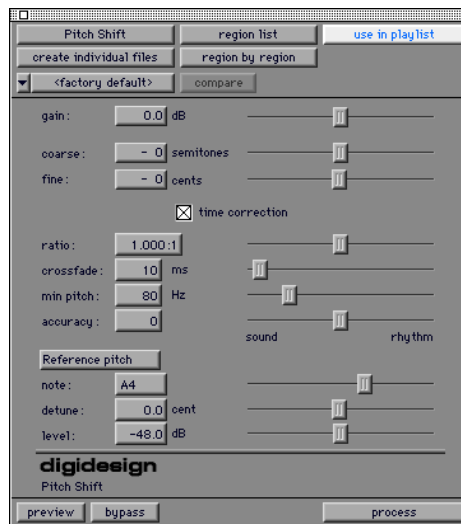 Pitch Shift region list use in playlist
create individual files region by region
<factory default> compare
gain: 0.0 dB
coarse: - 0 semitones
fine: - 0 cents
time correction
ratio: 1.000:1
crossfade: 10 ms
min pitch: 80 Hz
accuracy: 0
sound rhythm
Reference pitch
note: A4
detune: 0.0 cent
level: -48.0 dB
digidesign
Pitch Shift
preview bypass process